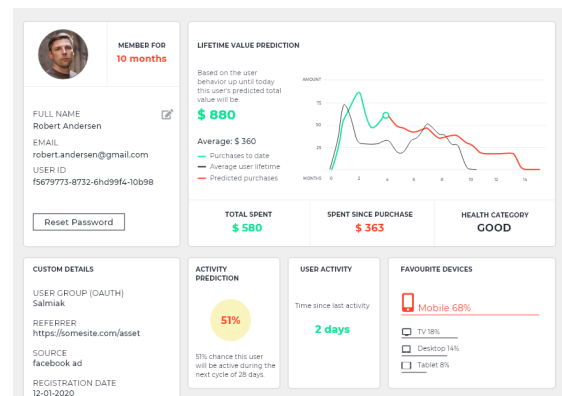 MEMBER FOR
10 months
FULL NAME
Robert Andersen
EMAIL
robert.andersen@gmail.com
USER ID
f5679773-8732-6hd99f4-10b98
Reset Password
LIFETIME VALUE PREDICTION
Based on the user
behavior up until today
this user's predicted total
value will be:
$ 880
Average: $ 360
Purchases to date
Average user lifetime
Predicted purchases
AMOUNT
75
50
25
MONTHS 0 2 4 6 8 10 12 14
TOTAL SPENT
$ 580
SPENT SINCE PURCHASE
$ 363
HEALTH CATEGORY
GOOD
CUSTOM DETAILS
USER GROUP (OAUTH)
Salmiak
REFERRER
https://somesite.com/asset
SOURCE
facebook ad
REGISTRATION DATE
12-01-2020
ACTIVITY
PREDICTION
51%
51% chance this user
will be active during the
next cycle of 28 days.
USER ACTIVITY
Time since last activity
2 days
FAVOURITE DEVICES
Mobile 68%
TV 18%
Desktop 14%
Tablet 8%